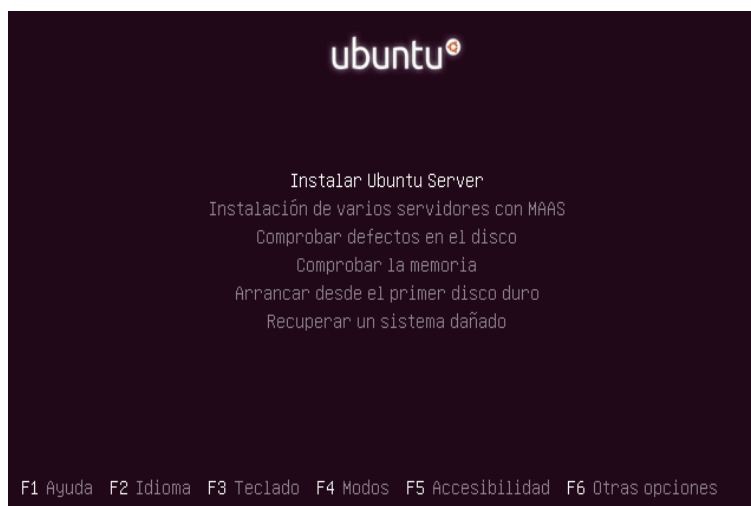 ubuntu
Instalar Ubuntu Server
Instalación de varios servidores con MAAS
Comprobar defectos en el disco
Comprobar la memoria
Arrancar desde el primer disco duro
Recuperar un sistema dañado
F1 Ayuda F2 Idioma F3 Teclado F4 Modos F5 Accesibilidad F6 Otras opciones